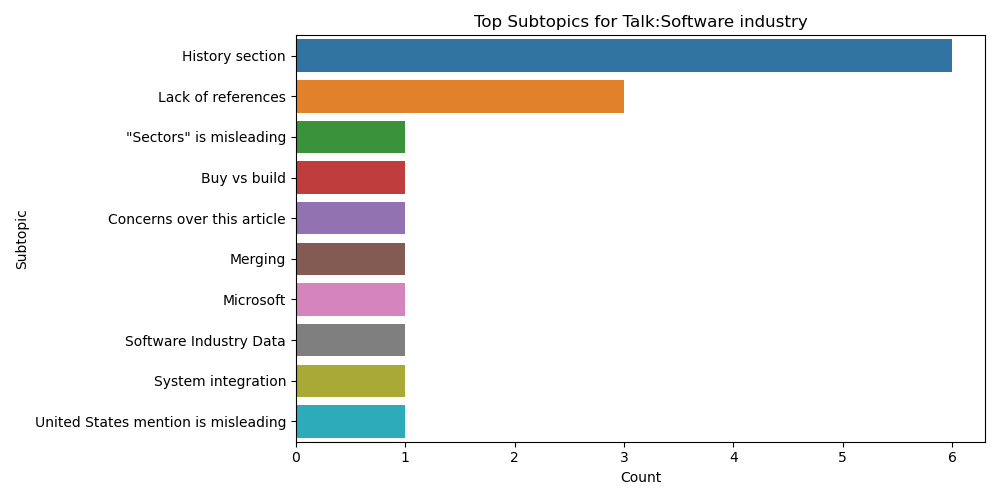 Top Subtopics for Talk:Software industry
Subtopic
History section
Lack of references
"Sectors" is misleading
Buy vs build
Concerns over this article
Merging
Microsoft
Software Industry Data
System integration
United States mention is misleading
0 1 2 3 4 5 6
Count